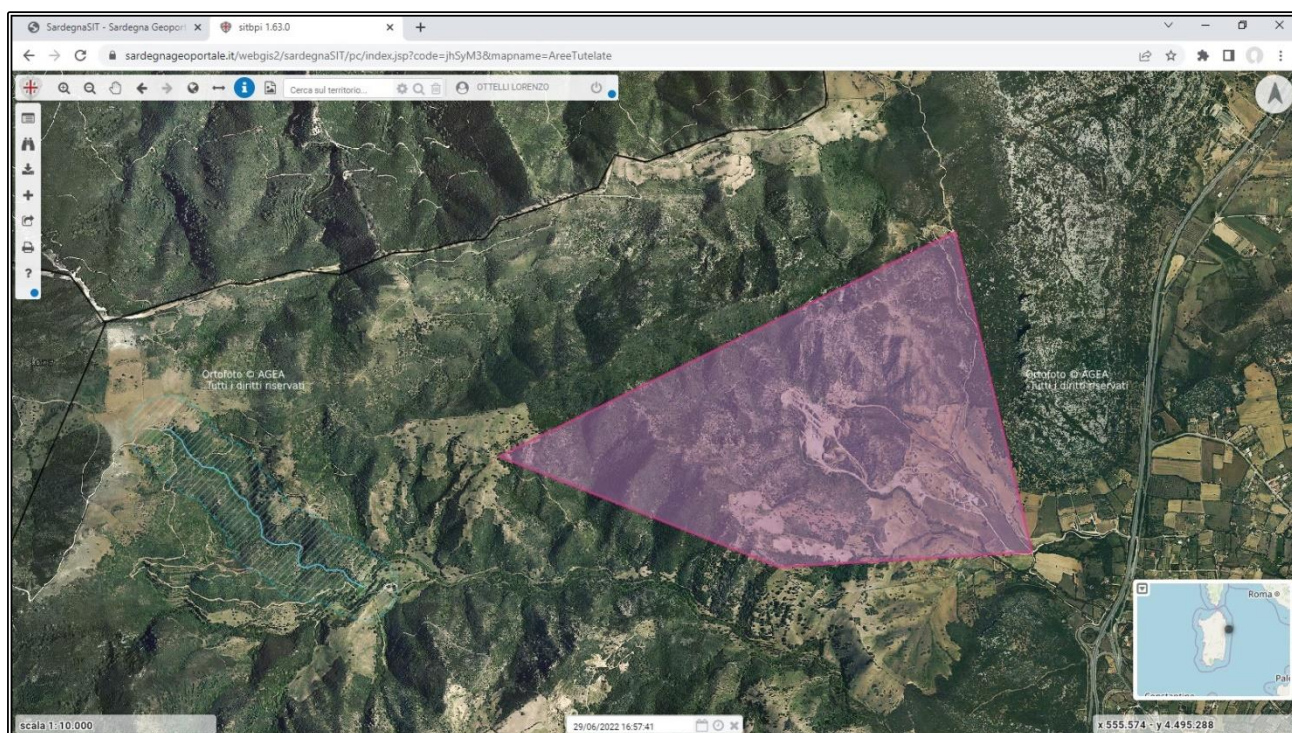 SardegnaSIT - Sardegna Geoport
sitbpi 1.63.0
sardegnageoportale.it/webgis2/sardegnaSIT/pc/index.jsp?code=jhSyM3&mapname=AreeTutelate
Cerca sul territorio...
OTTELLI LORENZO
Ortofoto © AGEA
-Tutti i diritti riservati
Ortofoto © AGEA
-Tutti i diritti riservati
Roma
Pale
Constantine
scala 1:10.000
29/06/2022 16:57:41
x 555.574 - y 4.495.288